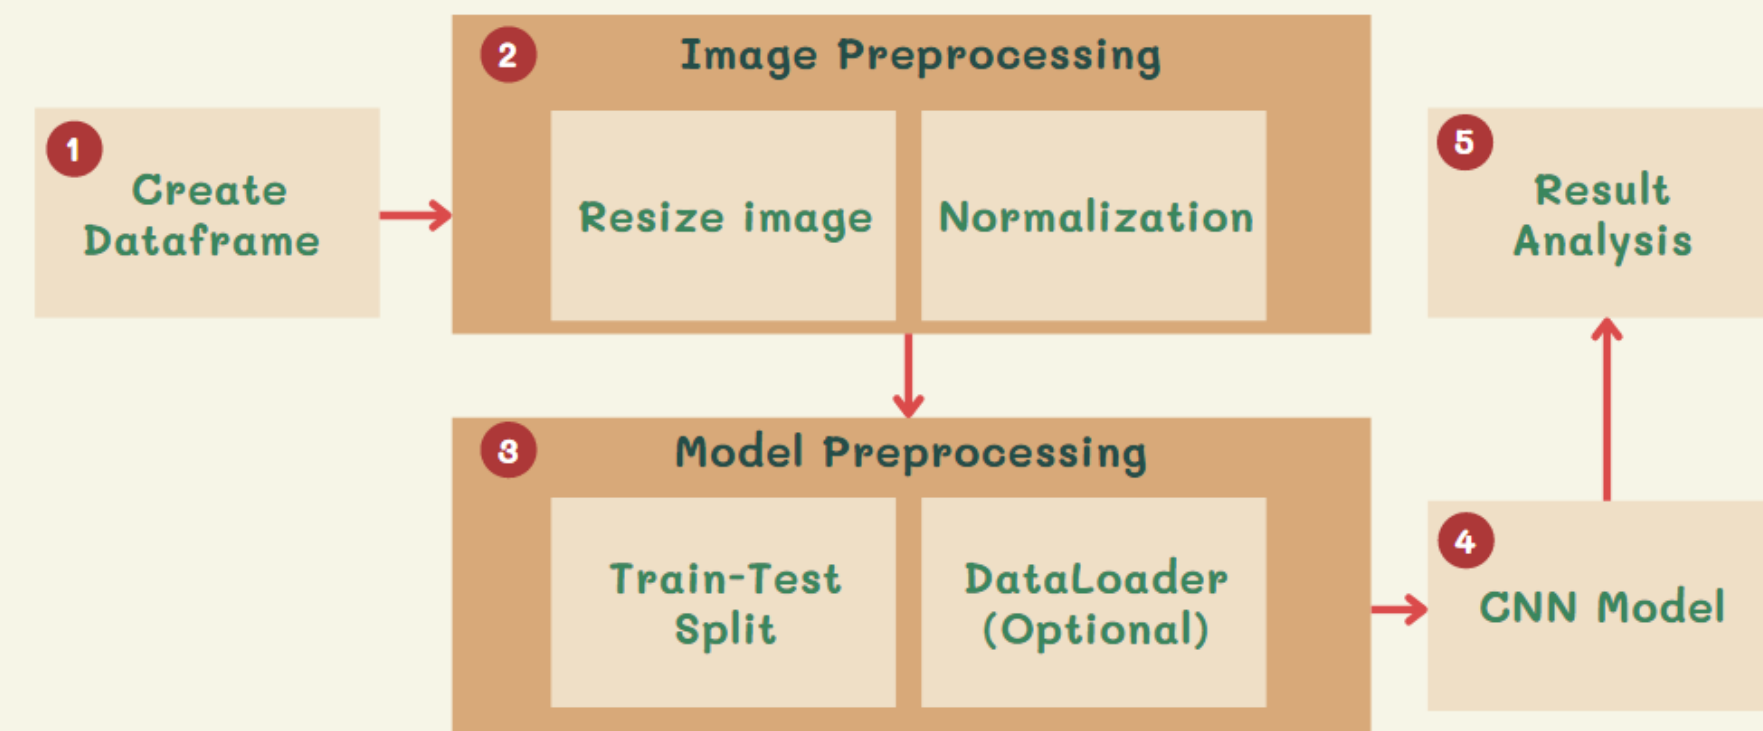 1
Create
Dataframe
2
Image Preprocessing
Resize image
Normalization
3
Model Preprocessing
Train-Test
Split
DataLoader
(Optional)
4
CNN Model
5
Result
Analysis